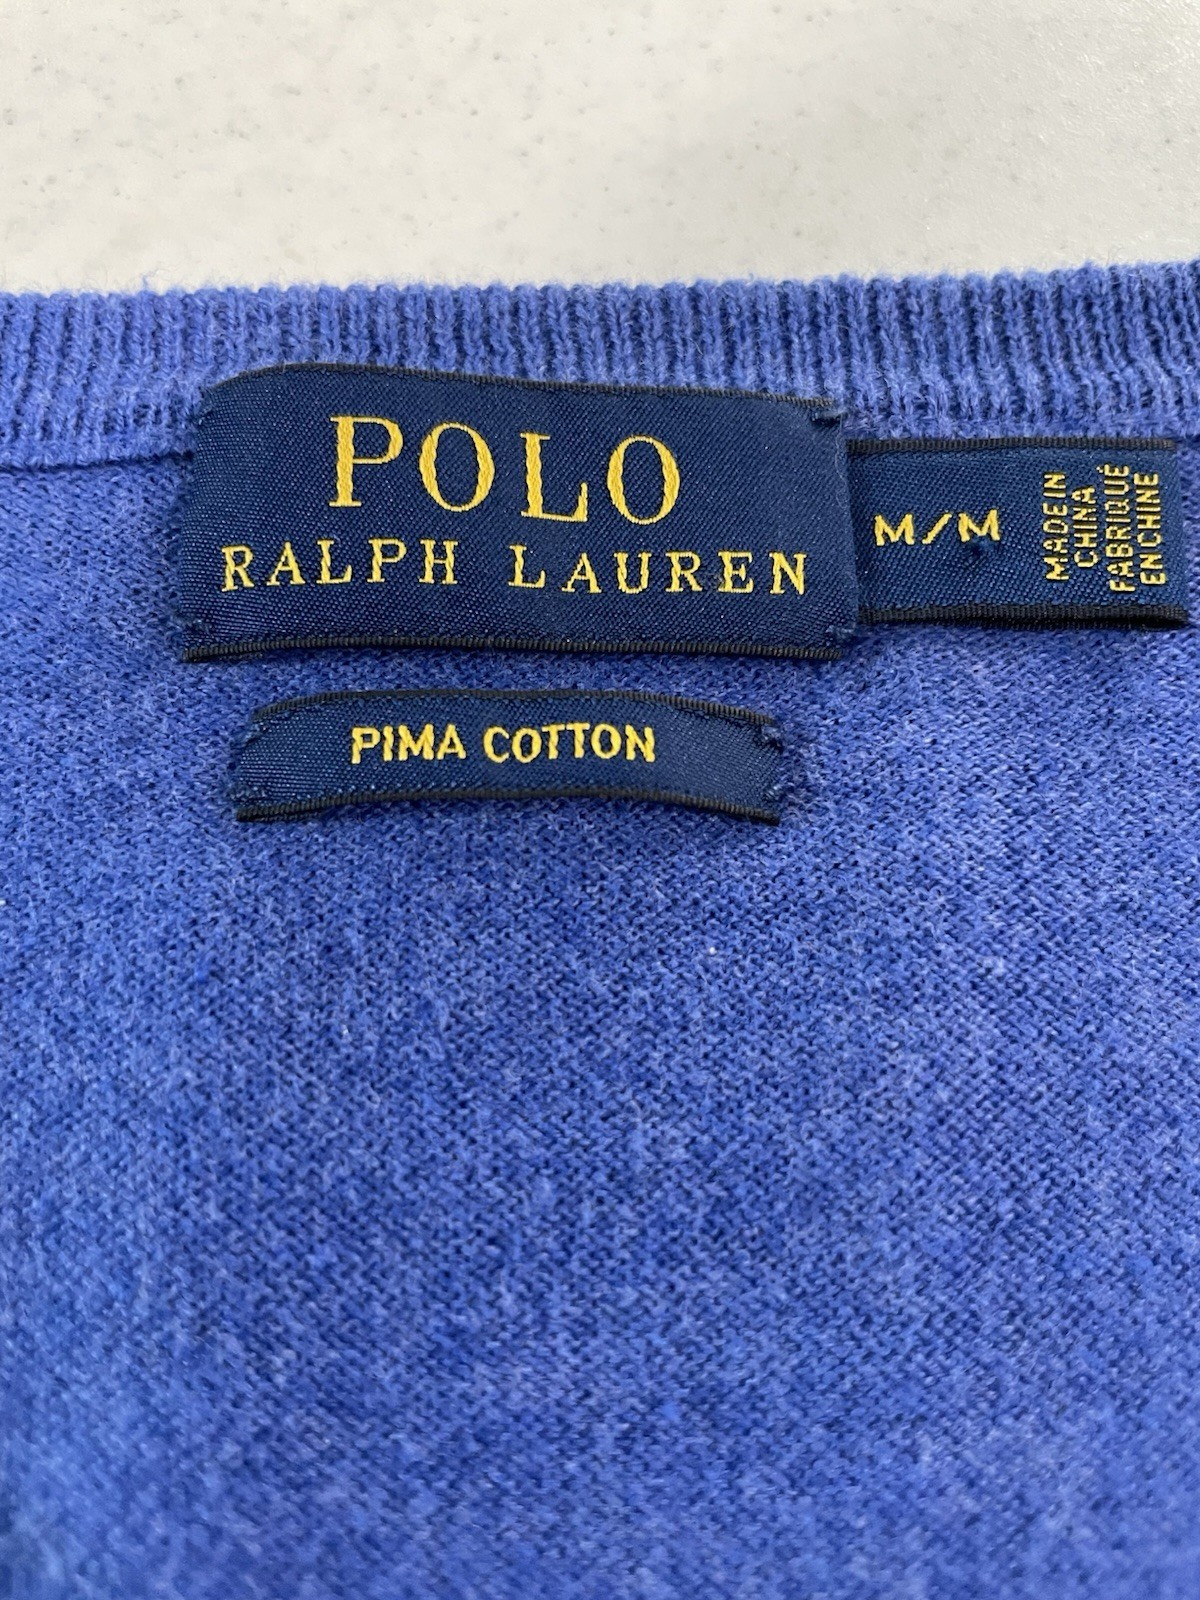 POLO
RALPH LAUREN
M/M
MADE IN
CHINA
FABRIQUÉ
EN CHINE
PIMA COTTON